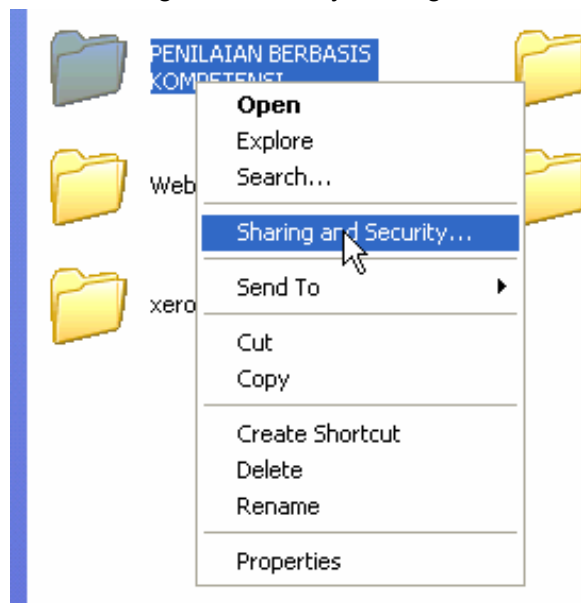 PENILAIAN BERBASIS
KOMPETENSI
Open
Explore
Web
Search...
Sharing and Security...
Send To
xero
Cut
Copy
Create Shortcut
Delete
Rename
Properties